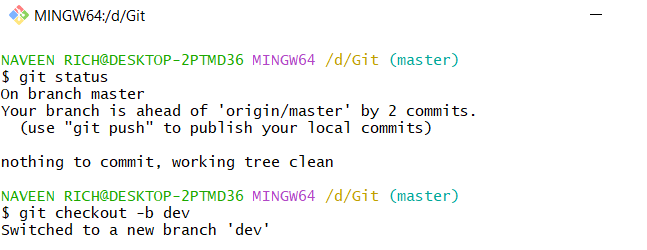 MINGW64:/d/Git
NAVEEN RICH@DESKTOP-2PTMD36 MINGW64 /d/Git (master)
$ git status
On branch master
Your branch is ahead of 'origin/master' by 2 commits.
  (use "git push" to publish your local commits)
nothing to commit, working tree clean
NAVEEN RICH@DESKTOP-2PTMD36 MINGW64 /d/Git (master)
$ git checkout -b dev
Switched to a new branch 'dev'